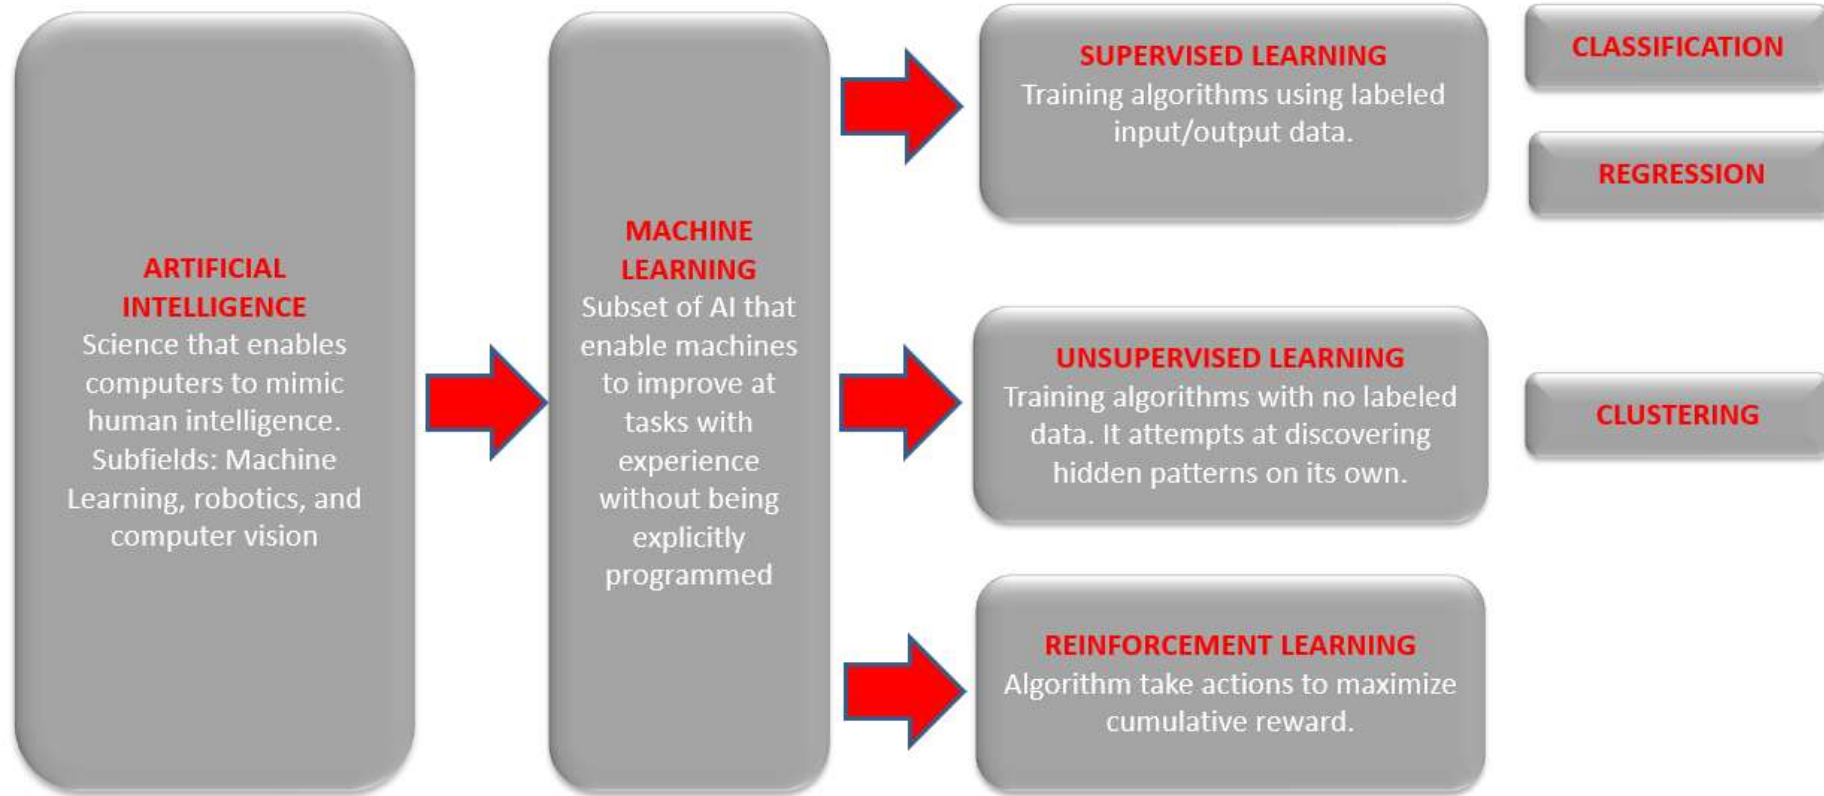 ARTIFICIAL
INTELLIGENCE
Science that enables
computers to mimic
human intelligence.
Subfields: Machine
Learning, robotics, and
computer vision
MACHINE
LEARNING
Subset of AI that
enable machines
to improve at
tasks with
experience
without being
explicitly
programmed
SUPERVISED LEARNING
Training algorithms using labeled
input/output data.
CLASSIFICATION
REGRESSION
UNSUPERVISED LEARNING
Training algorithms with no labeled
data. It attempts at discovering
hidden patterns on its own.
CLUSTERING
REINFORCEMENT LEARNING
Algorithm take actions to maximize
cumulative reward.